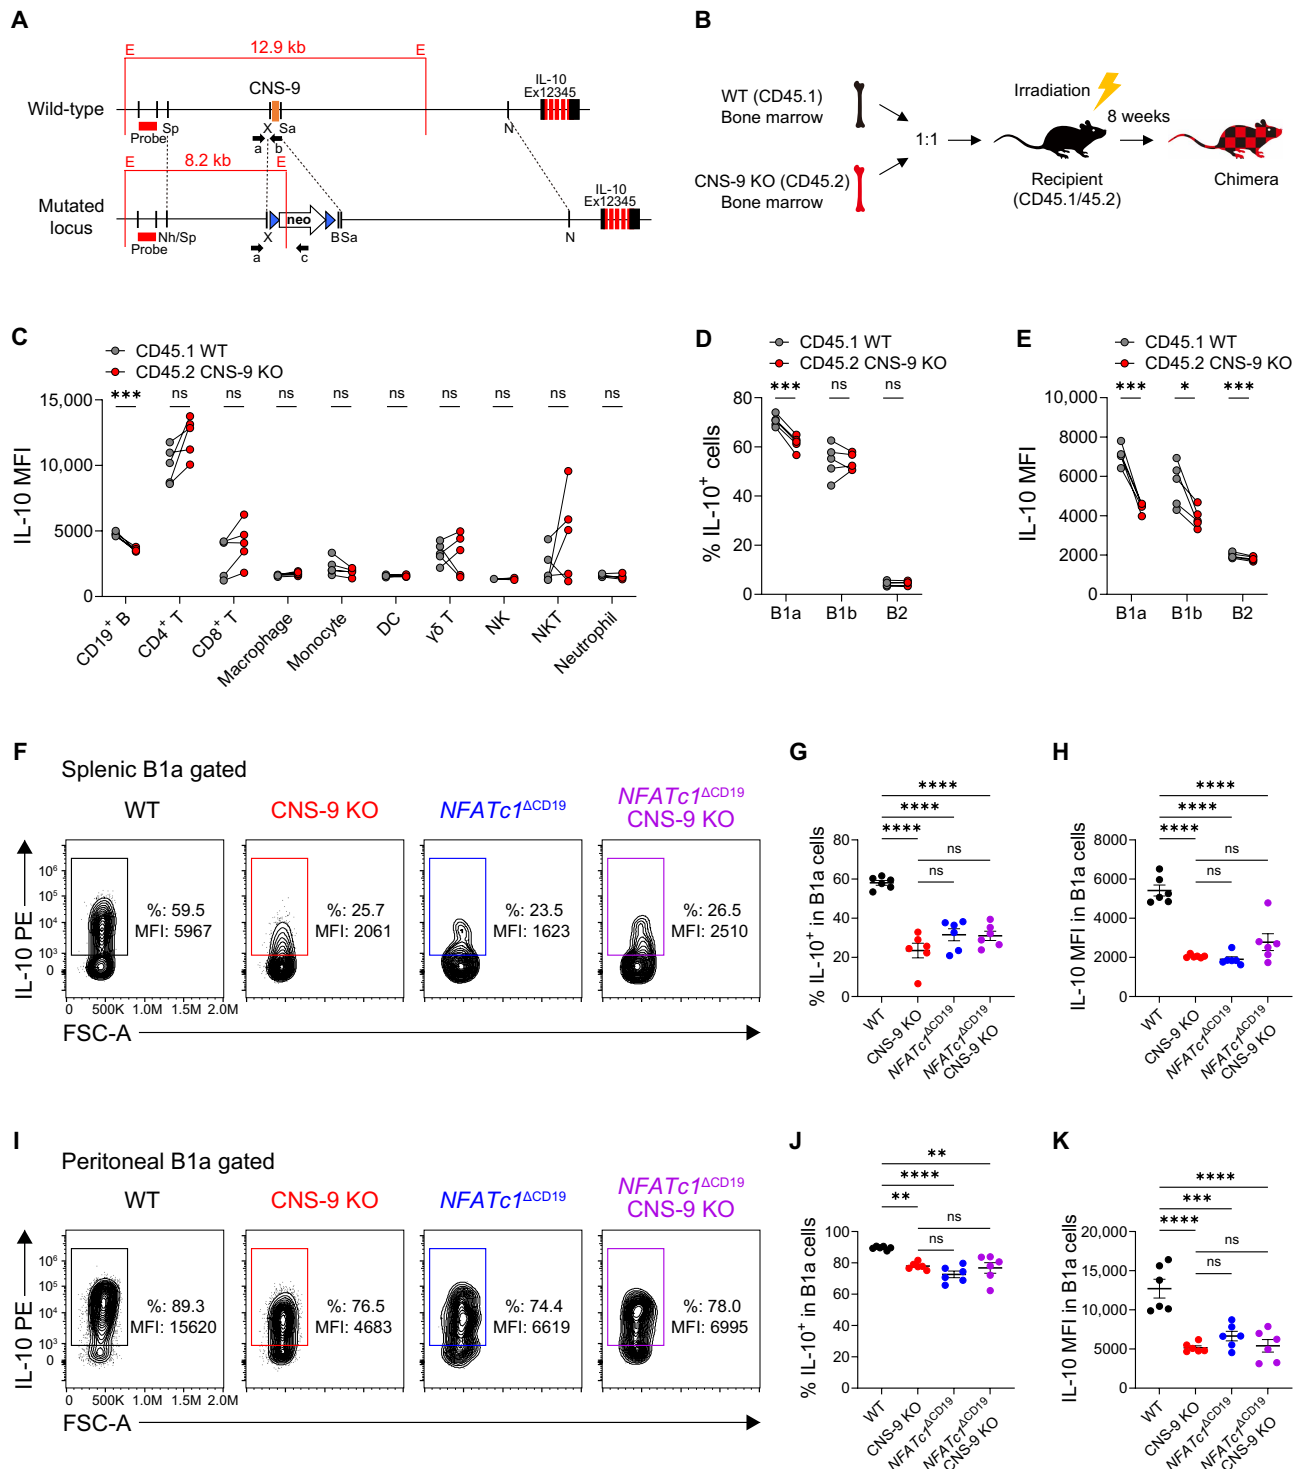 A
E
12.9 kb
E
CNS-9
IL-10
Ex12345
Wild-type
Sp
X
Sa
N
Probe
a
b
8.2 kb
E
E
IL-10
Ex12345
Mutated
locus
neo
Nh/Sp
X
BSa
N
Probe
a
c
B
WT (CD45.1)
Bone marrow
CNS-9 KO (CD45.2)
Bone marrow
1:1
Irradiation
8 weeks
Recipient
(CD45.1/45.2)
Chimera
C
CD45.1 WT
CD45.2 CNS-9 KO
*** ns ns ns ns ns ns ns ns ns
15,000
10,000
5000
0
IL-10 MFI
CD19⁺ B
CD4⁺ T
CD8⁺ T
Macrophage
Monocyte
DC
γδ T
NK
NKT
Neutrophil
D
CD45.1 WT
CD45.2 CNS-9 KO
*** ns ns
80
60
40
20
0
% IL-10⁺ cells
B1a B1b B2
E
CD45.1 WT
CD45.2 CNS-9 KO
*** * ***
10,000
8000
6000
4000
2000
0
IL-10 MFI
B1a B1b B2
F
Splenic B1a gated
WT
CNS-9 KO
NFATc1ΔCD19
NFATc1ΔCD19
CNS-9 KO
IL-10 PE
10⁶
10⁵
10⁴
10³
0
%: 59.5
MFI: 5967
%: 25.7
MFI: 2061
%: 23.5
MFI: 1623
%: 26.5
MFI: 2510
0 500K 1.0M 1.5M 2.0M
FSC-A
G
****
****
****
ns
ns
80
60
40
20
0
% IL-10⁺ in B1a cells
WT
CNS-9 KO
NFATc1ΔCD19
NFATc1ΔCD19
CNS-9 KO
H
****
****
****
ns
ns
8000
6000
4000
2000
0
IL-10 MFI in B1a cells
WT
CNS-9 KO
NFATc1ΔCD19
NFATc1ΔCD19
CNS-9 KO
I
Peritoneal B1a gated
WT
CNS-9 KO
NFATc1ΔCD19
NFATc1ΔCD19
CNS-9 KO
IL-10 PE
10⁶
10⁵
10⁴
10³
0
%: 89.3
MFI: 15620
%: 76.5
MFI: 4683
%: 74.4
MFI: 6619
%: 78.0
MFI: 6995
0 500K 1.0M 1.5M 2.0M
FSC-A
J
**
****
**
ns
ns
100
80
60
40
20
0
% IL-10⁺ in B1a cells
WT
CNS-9 KO
NFATc1ΔCD19
NFATc1ΔCD19
CNS-9 KO
K
****
***
****
ns
ns
20,000
15,000
10,000
5000
0
IL-10 MFI in B1a cells
WT
CNS-9 KO
NFATc1ΔCD19
NFATc1ΔCD19
CNS-9 KO